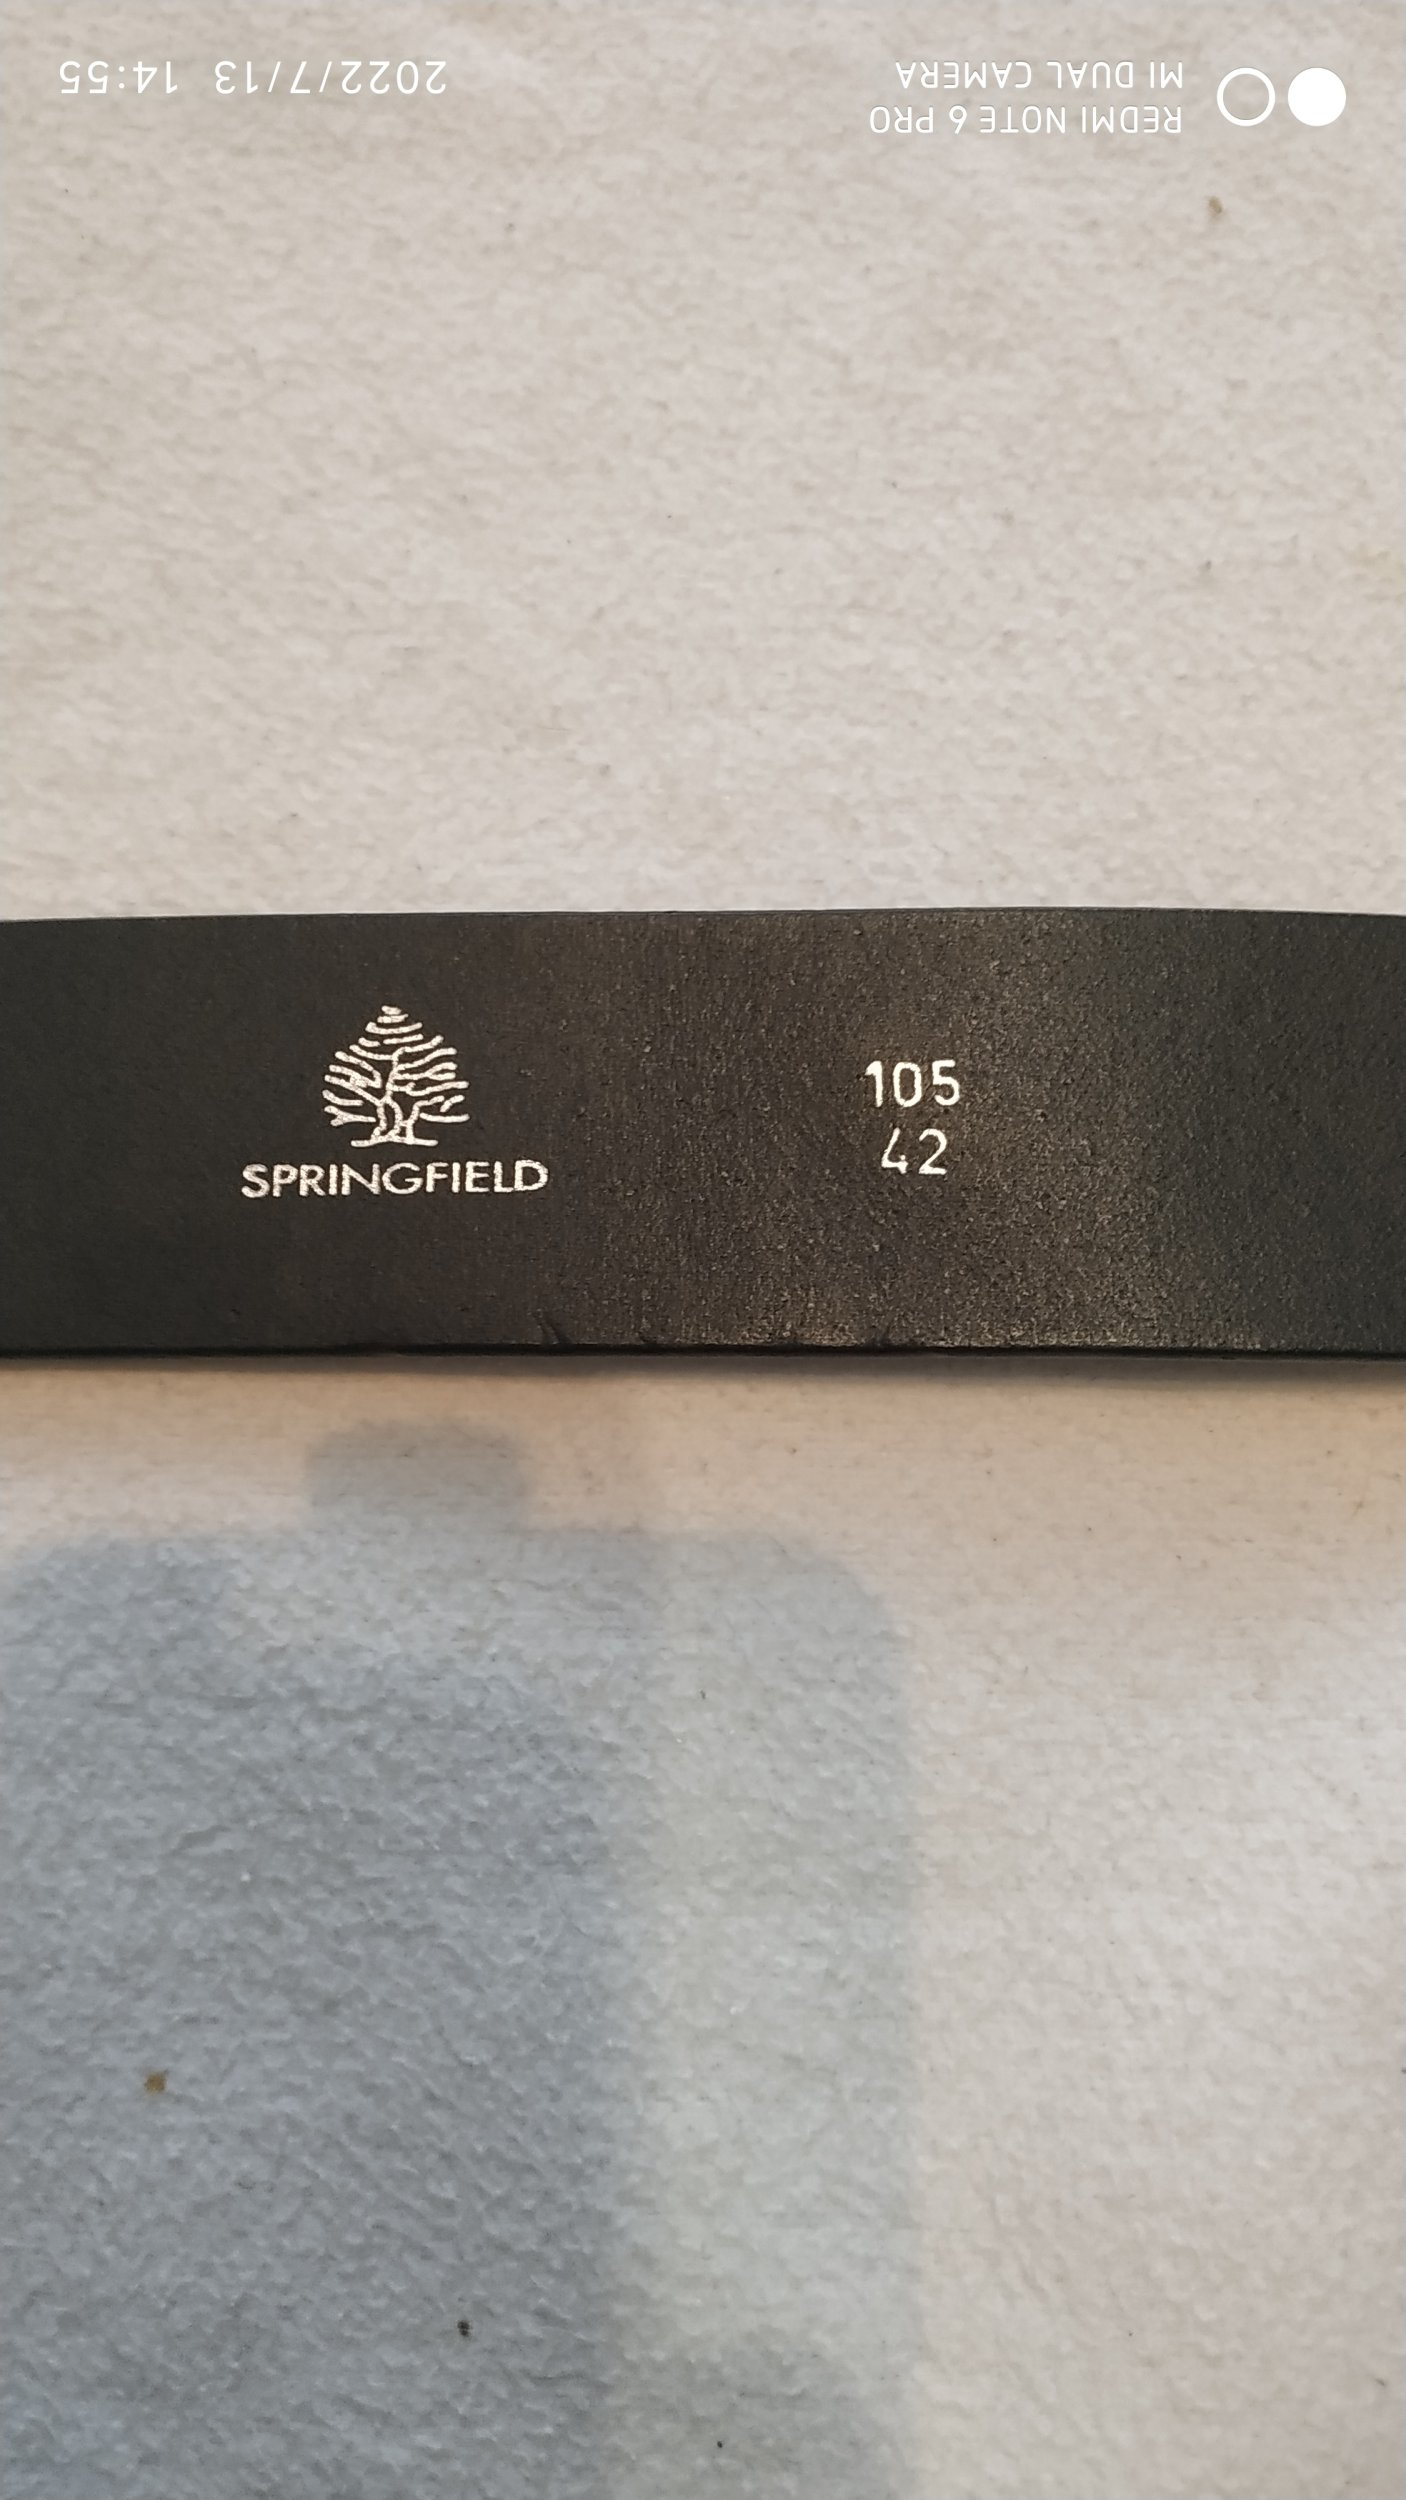 SPRINGFIELD
105
42
REDMI NOTE 6 PRO
MI DUAL CAMERA
2022/7/13 14:55